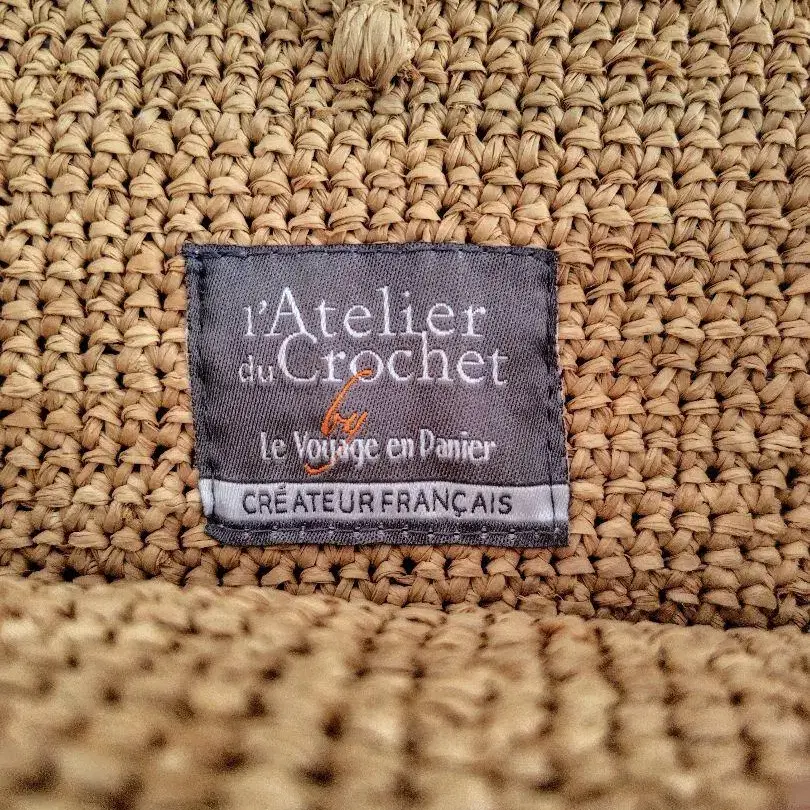 l'Atelier
du Crochet
by
Le Voyage en Panier
CRÉATEUR FRANÇAIS